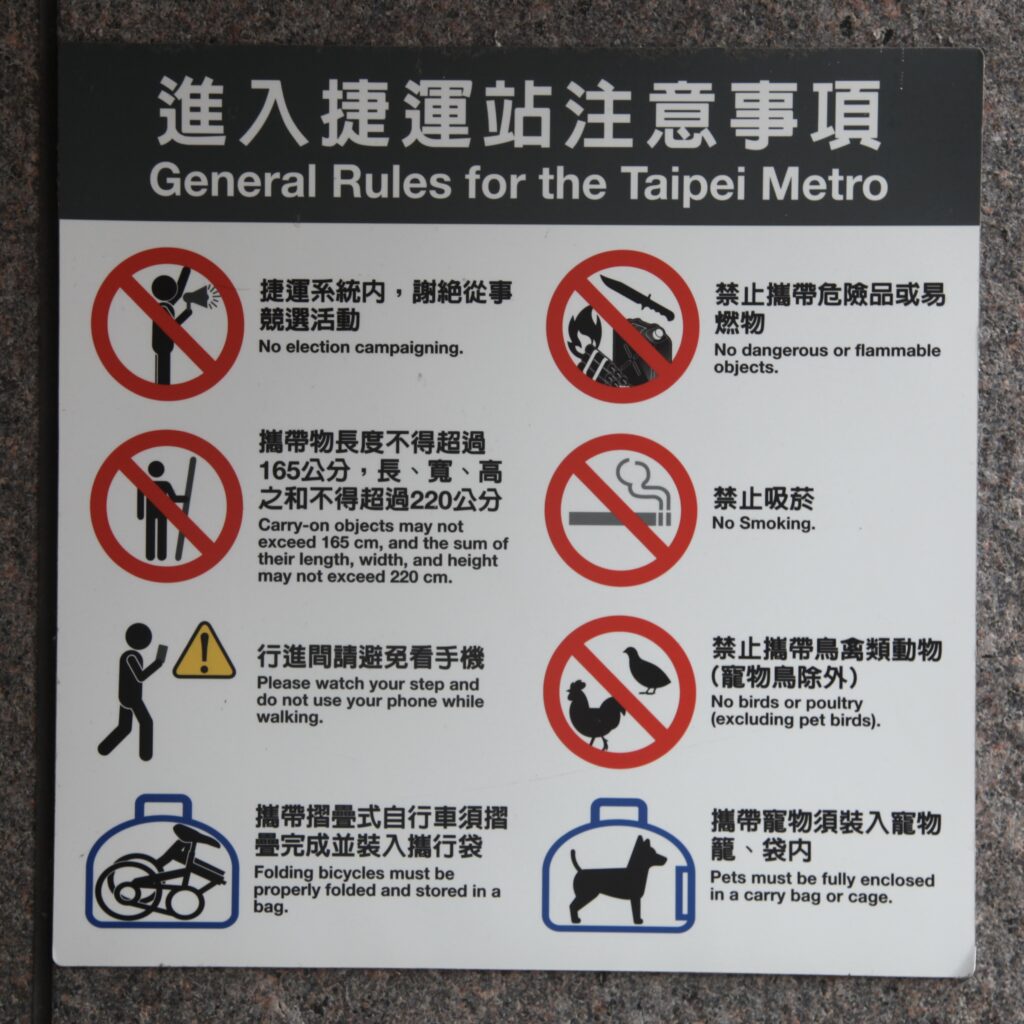 進入捷運站注意事項
General Rules for the Taipei Metro
捷運系統內，謝絕從事
競選活動
No election campaigning.
禁止攜帶危險品或易
燃物
No dangerous or flammable
objects.
攜帶物長度不得超過
165公分，長、寬、高
之和不得超過220公分
Carry-on objects may not
exceed 165 cm, and the sum of
their length, width, and height
may not exceed 220 cm.
禁止吸菸
No Smoking.
行進間請避免看手機
Please watch your step and
do not use your phone while
walking.
禁止攜帶鳥禽類動物
(寵物鳥除外)
No birds or poultry
(excluding pet birds).
攜帶摺疊式自行車須摺
疊完成並裝入攜行袋
Folding bicycles must be
properly folded and stored in a
bag.
攜帶寵物須裝入寵物
籠、袋內
Pets must be fully enclosed
in a carry bag or cage.